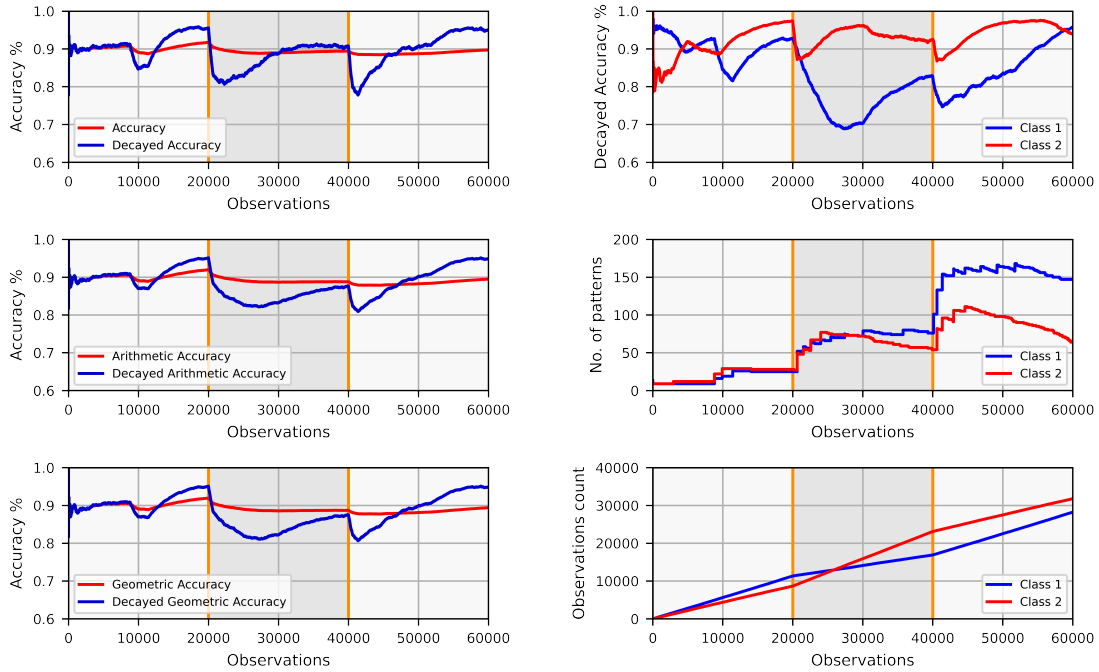 Accuracy %
1.0
0.9
0.8
0.7
0.6
Accuracy
Decayed Accuracy
0 10000 20000 30000 40000 50000 60000
Observations
Decayed Accuracy %
1.0
0.9
0.8
0.7
0.6
Class 1
Class 2
0 10000 20000 30000 40000 50000 60000
Observations
Accuracy %
1.0
0.9
0.8
0.7
0.6
Arithmetic Accuracy
Decayed Arithmetic Accuracy
0 10000 20000 30000 40000 50000 60000
Observations
No. of patterns
200
150
100
50
0
Class 1
Class 2
0 10000 20000 30000 40000 50000 60000
Observations
Accuracy %
1.0
0.9
0.8
0.7
0.6
Geometric Accuracy
Decayed Geometric Accuracy
0 10000 20000 30000 40000 50000 60000
Observations
Observations count
40000
30000
20000
10000
0
Class 1
Class 2
0 10000 20000 30000 40000 50000 60000
Observations